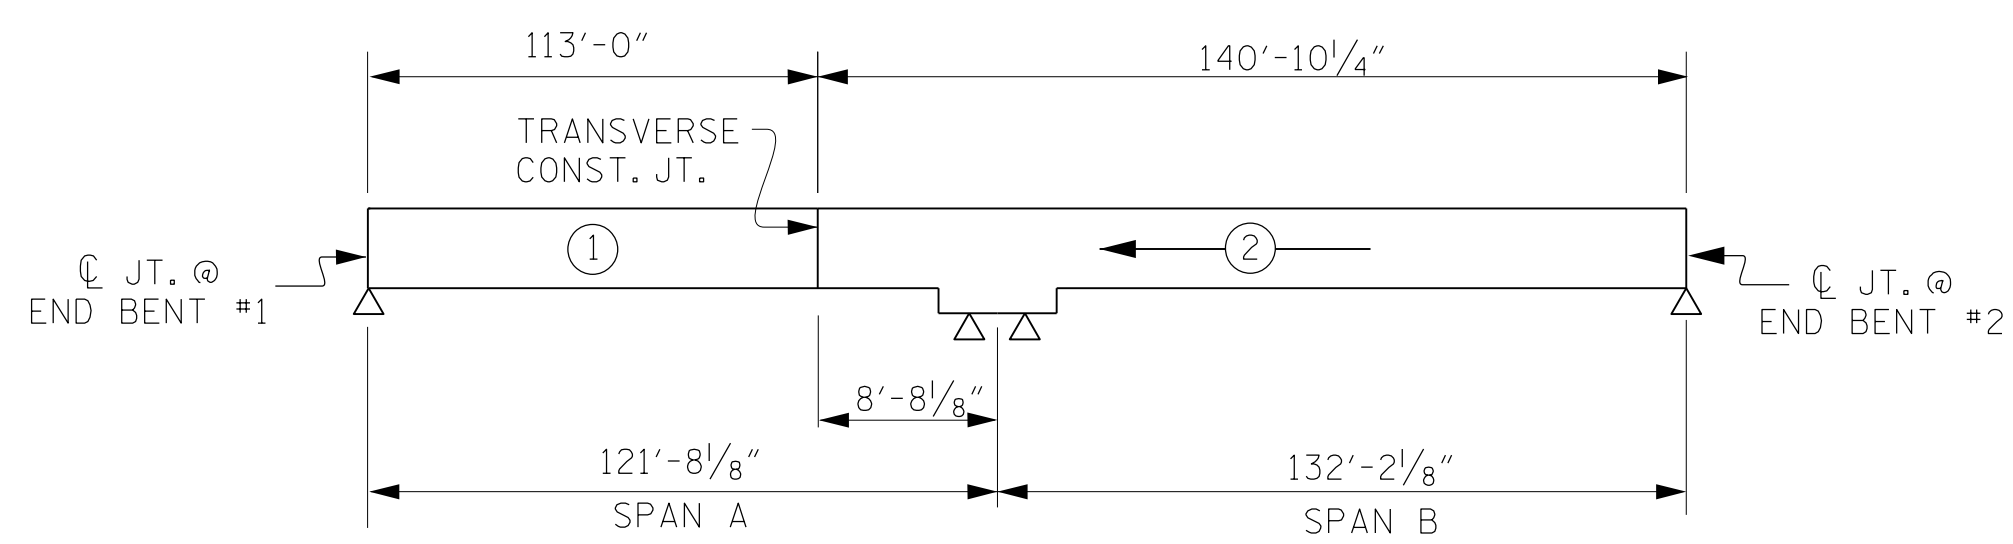 113'-0"
140'-10 1/4"
TRANSVERSE
CONST. JT.
1
2
℄ JT. @
END BENT #1
℄ JT. @
END BENT #2
8'-8 1/8"
121'-8 1/8"
132'-2 1/8"
SPAN A
SPAN B